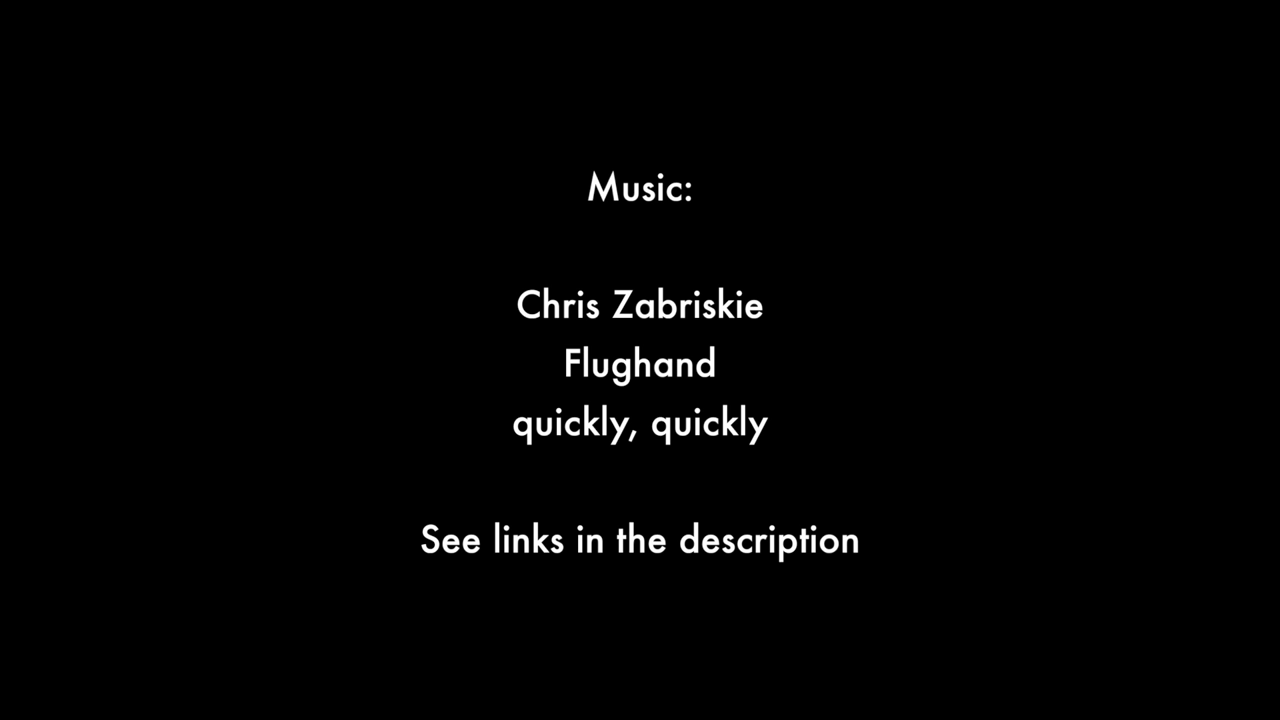 Music:
Chris Zabriskie
Flughand
quickly, quickly
See links in the description